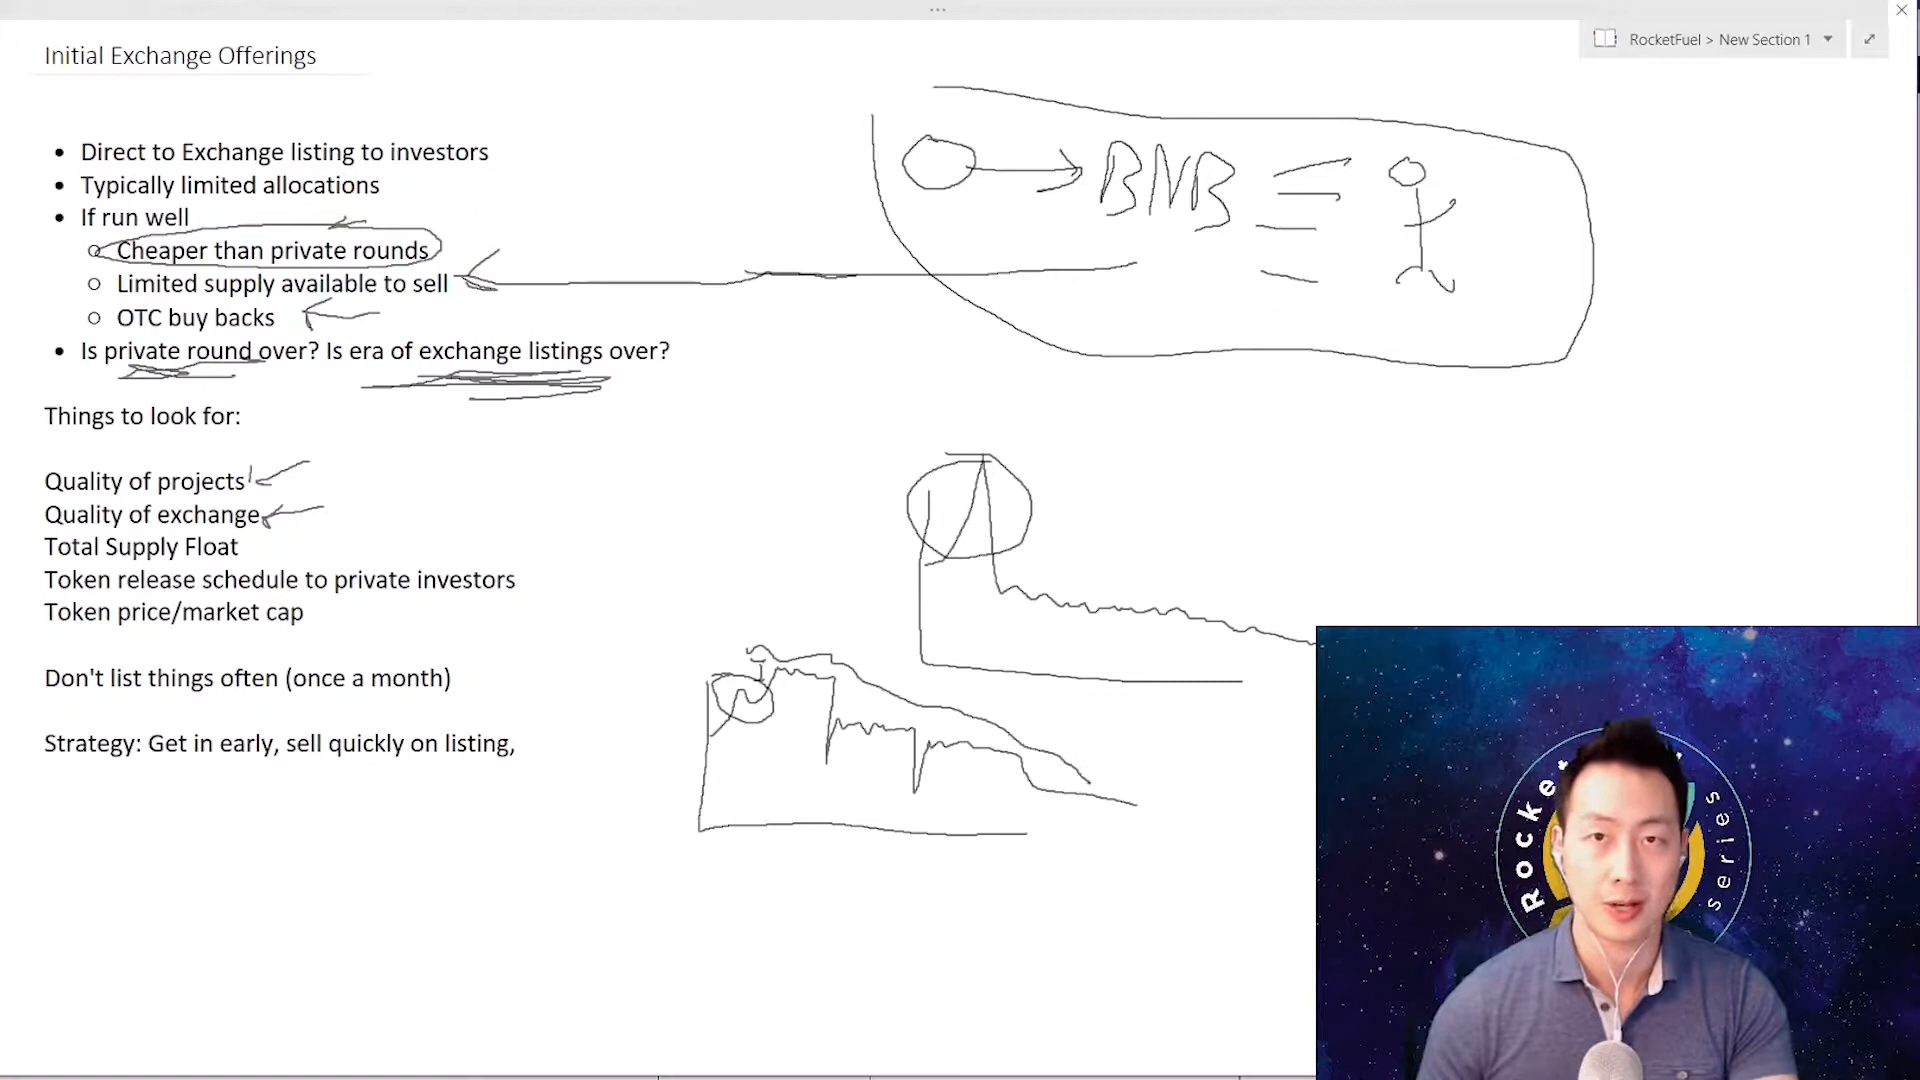 RocketFuel > New Section 1
Initial Exchange Offerings
• Direct to Exchange listing to investors
• Typically limited allocations
• If run well
○ Cheaper than private rounds
○ Limited supply available to sell
○ OTC buy backs
• Is private round over? Is era of exchange listings over?
BNB
Things to look for:
Quality of projects
Quality of exchange
Total Supply Float
Token release schedule to private investors
Token price/market cap
Don't list things often (once a month)
Strategy: Get in early, sell quickly on listing,
Rocket
series